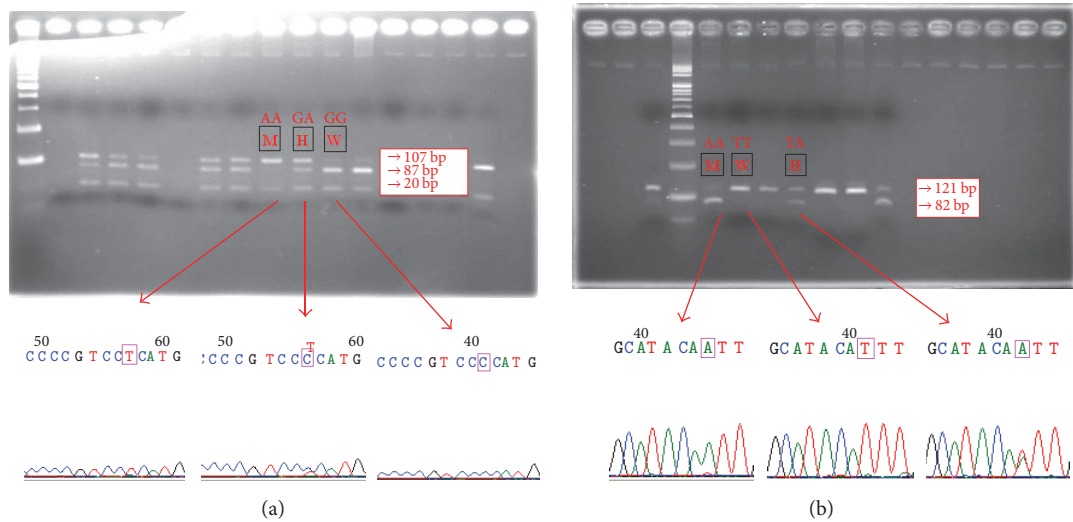 AA GA GG
M H W
→ 107 bp
→ 87 bp
→ 20 bp
50 60
CCCCGTCCTCATG
50 60
T
CCCCGTCCCCATG
40
CCCCGTCCCCATG
(a)
AA TT TA
M W H
→ 121 bp
→ 82 bp
40
GCATACAATT
40
GCATACATTT
40
GCATACAATT
(b)